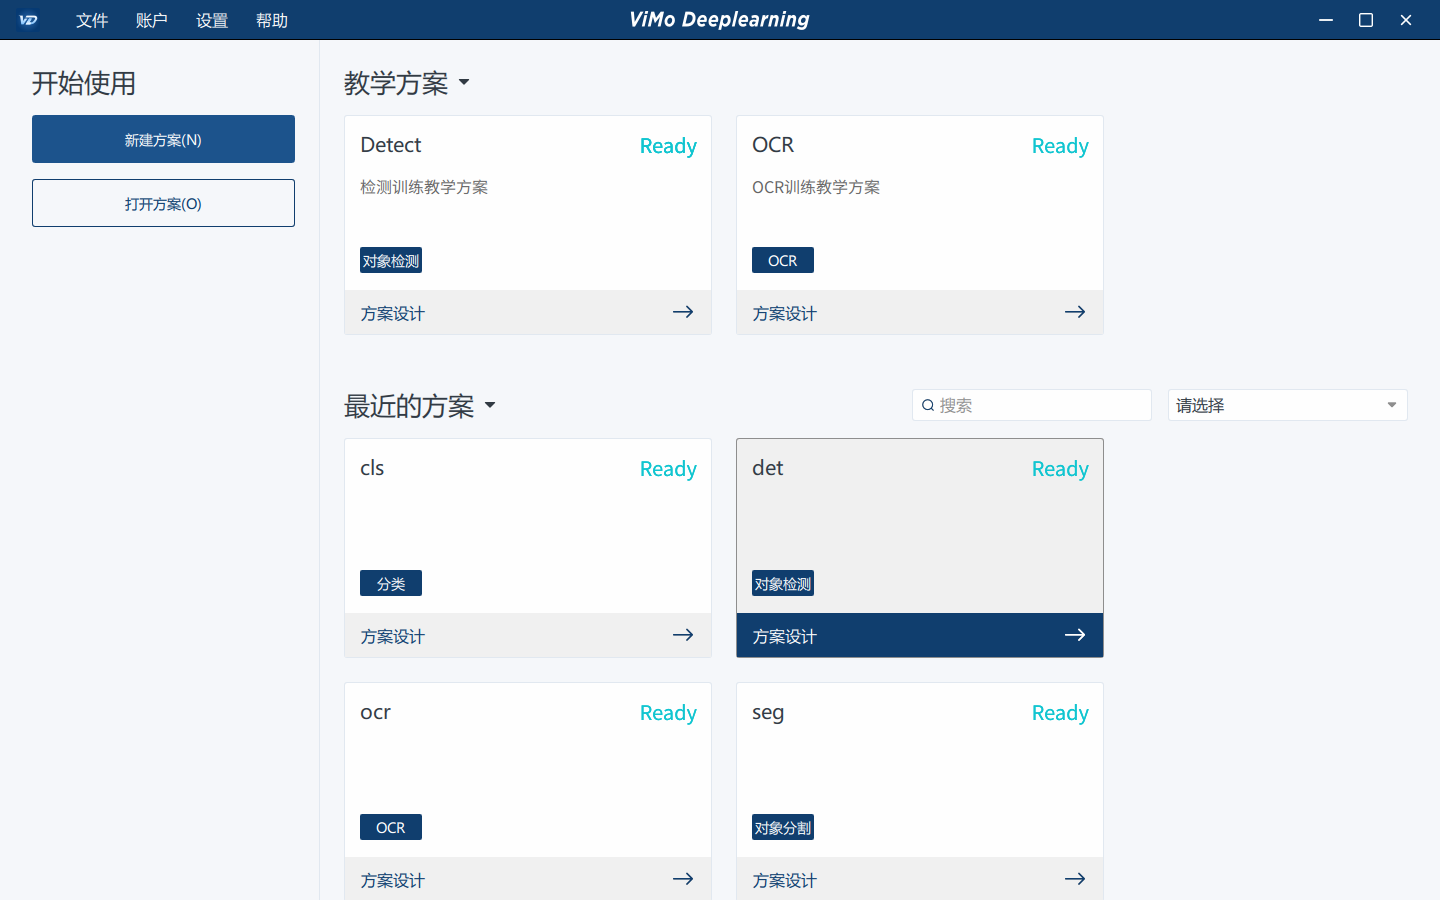 VD 文件 账户 设置 帮助 ViMo Deeplearning
开始使用
新建方案(N)
打开方案(O)
教学方案
Detect Ready
检测训练教学方案
对象检测
方案设计
OCR Ready
OCR训练教学方案
OCR
方案设计
最近的方案
搜索
请选择
cls Ready
分类
方案设计
det Ready
对象检测
方案设计
ocr Ready
OCR
方案设计
seg Ready
对象分割
方案设计